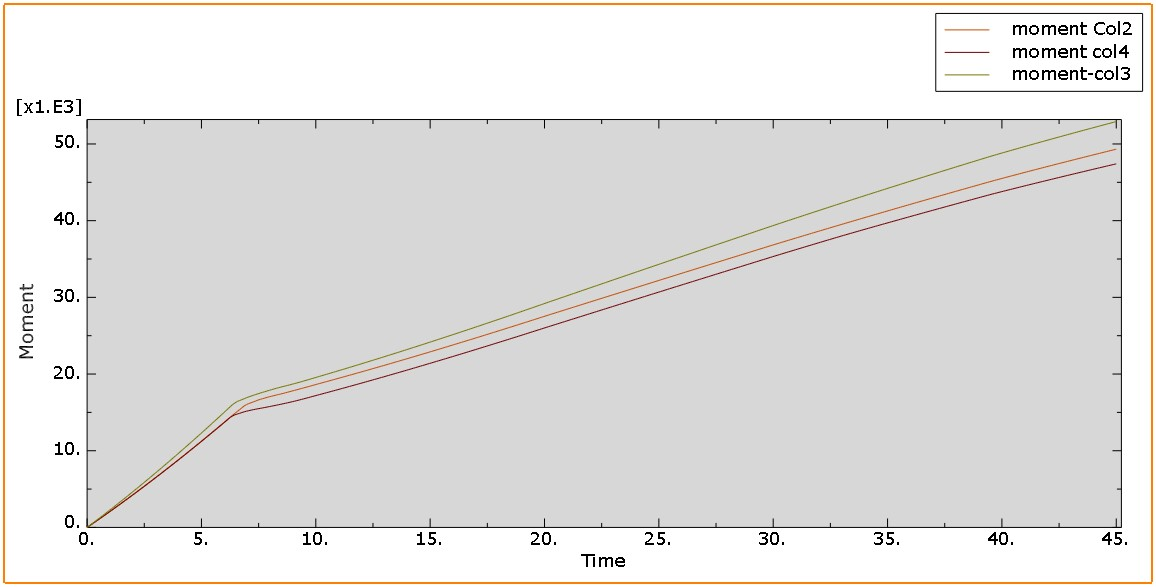 moment Col2
moment col4
moment-col3
[x1.E3]
50.
40.
30.
20.
10.
0.
Moment
0. 5. 10. 15. 20. 25. 30. 35. 40. 45.
Time